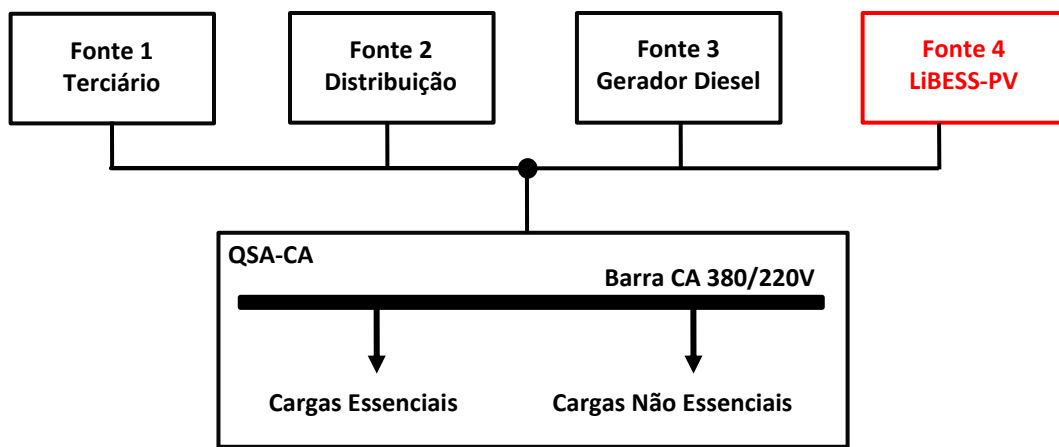 Fonte 1
Terciário
Fonte 2
Distribuição
Fonte 3
Gerador Diesel
Fonte 4
LiBESS-PV
QSA-CA
Barra CA 380/220V
Cargas Essenciais
Cargas Não Essenciais